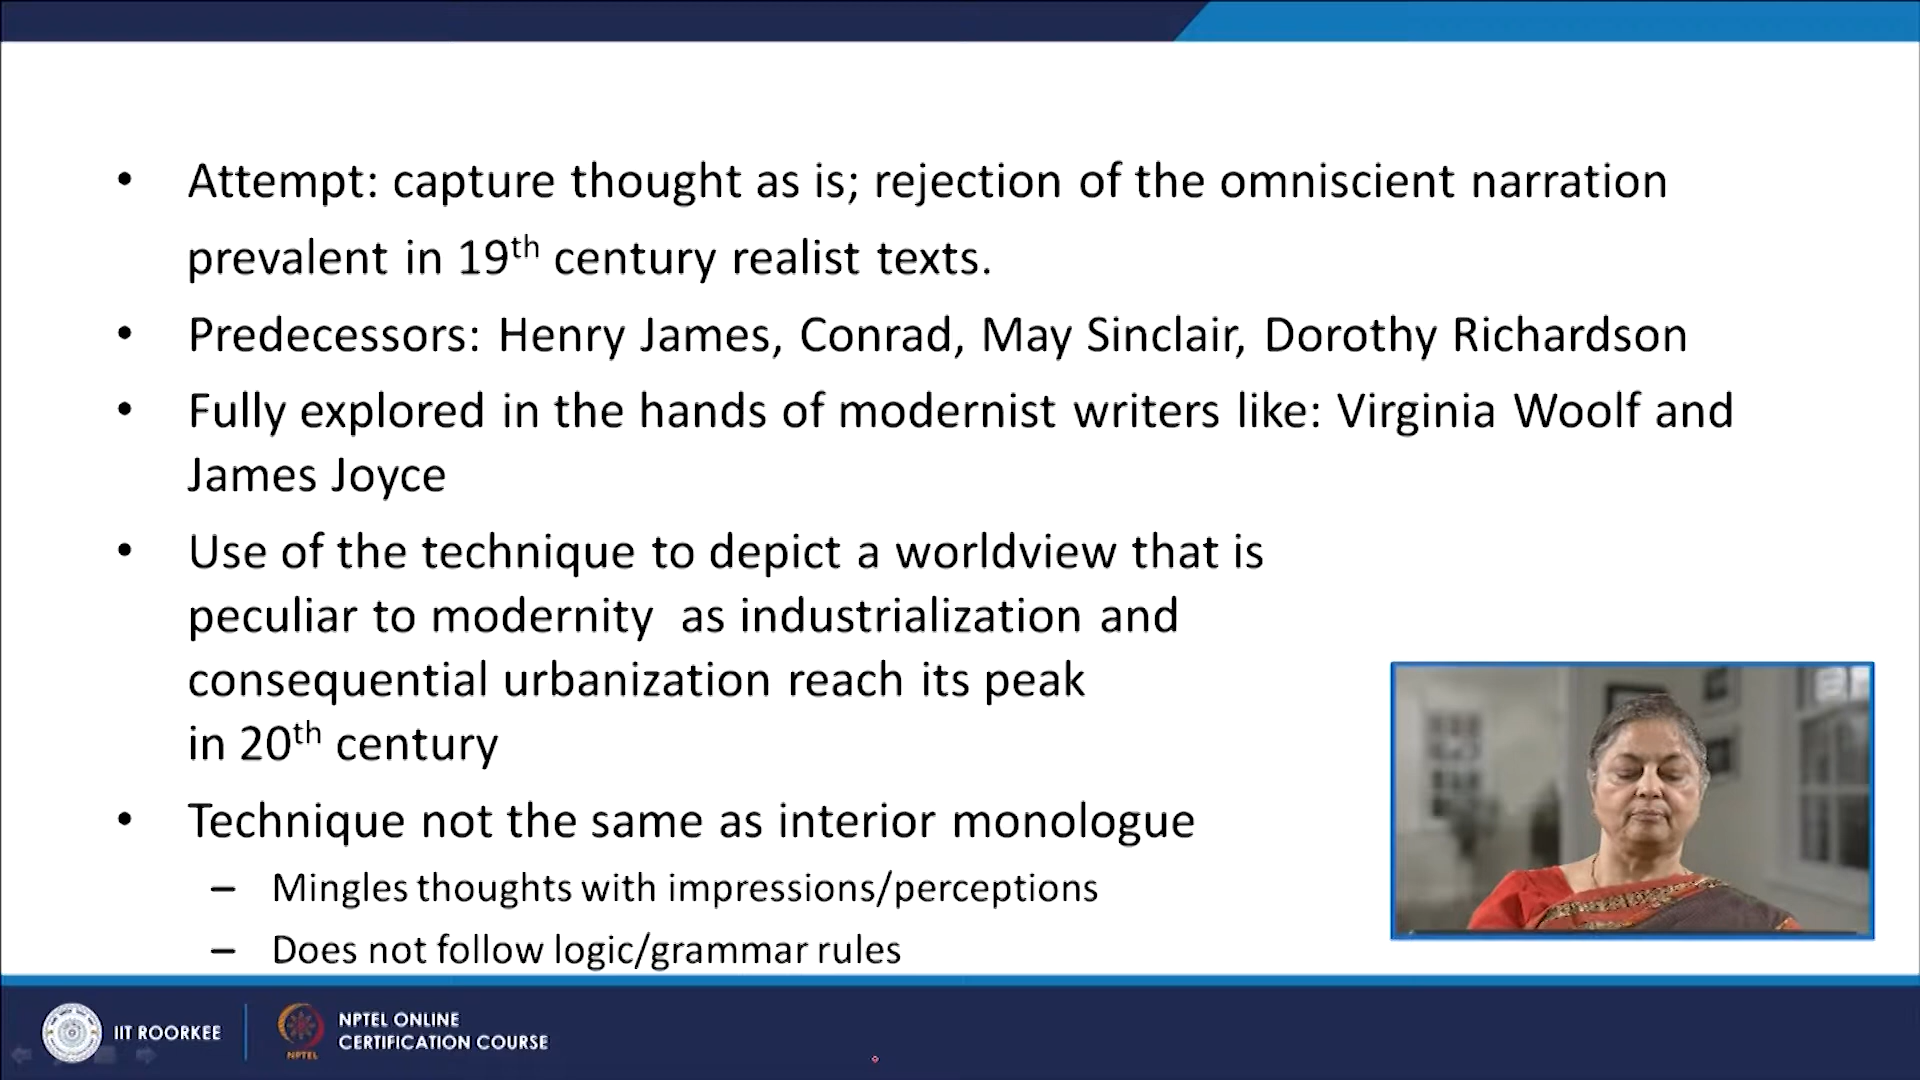 • Attempt: capture thought as is; rejection of the omniscient narration
prevalent in 19th century realist texts.
• Predecessors: Henry James, Conrad, May Sinclair, Dorothy Richardson
• Fully explored in the hands of modernist writers like: Virginia Woolf and
James Joyce
• Use of the technique to depict a worldview that is
peculiar to modernity as industrialization and
consequential urbanization reach its peak
in 20th century
• Technique not the same as interior monologue
– Mingles thoughts with impressions/perceptions
– Does not follow logic/grammar rules
IIT ROORKEE
NPTEL
NPTEL ONLINE
CERTIFICATION COURSE